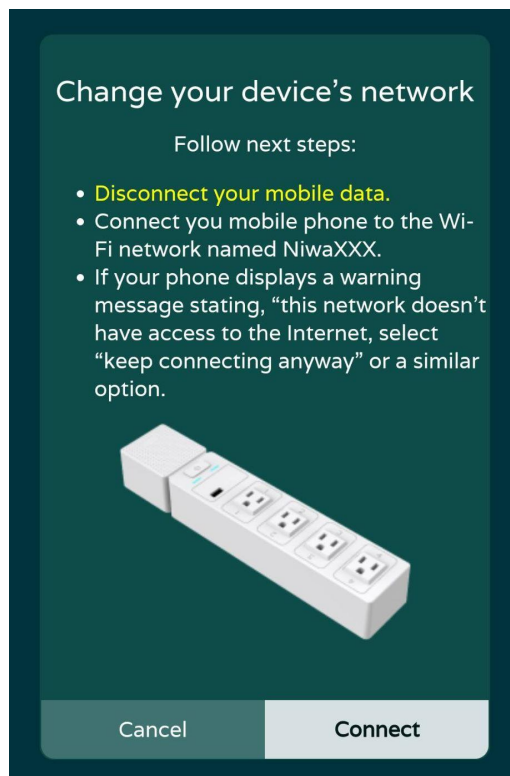 Change your device's network
Follow next steps:
• Disconnect your mobile data.
• Connect you mobile phone to the Wi-
Fi network named NiwaXXX.
• If your phone displays a warning
message stating, “this network doesn't
have access to the Internet, select
“keep connecting anyway” or a similar
option.
Cancel
Connect